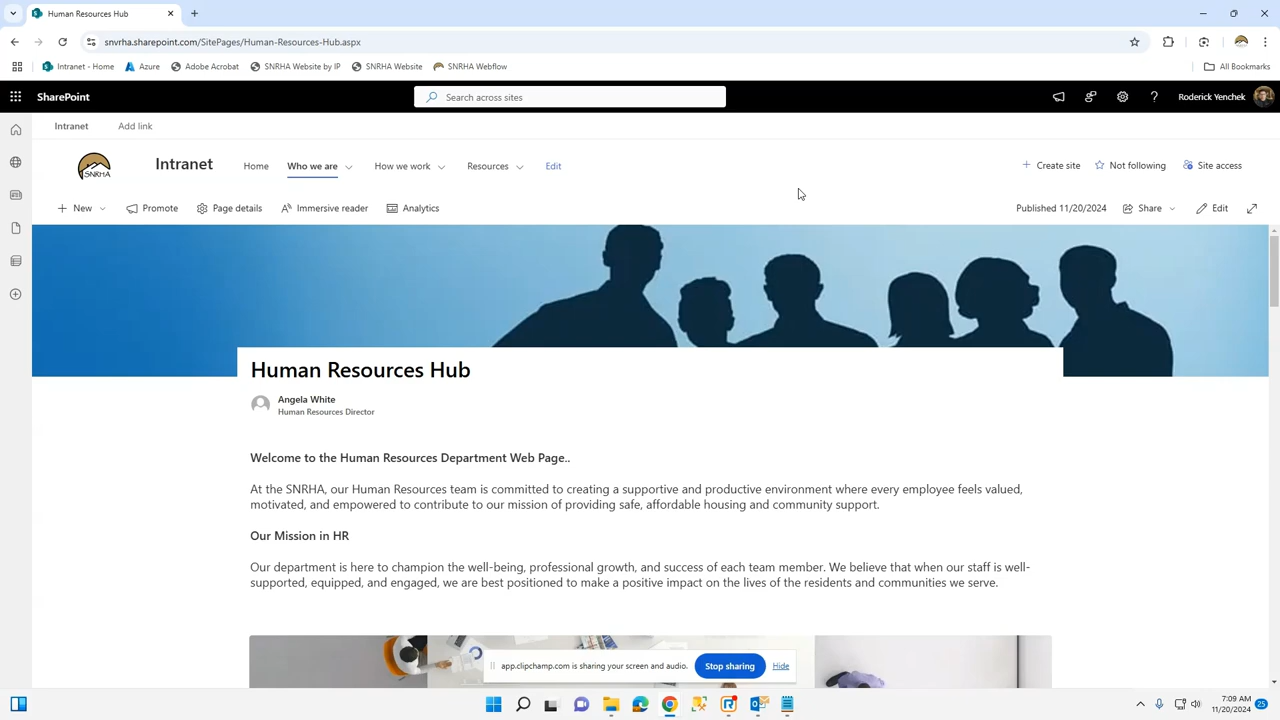 Human Resources Hub
snvrha.sharepoint.com/SitePages/Human-Resources-Hub.aspx
Intranet - Home
Azure
Adobe Acrobat
SNRHA Website by IP
SNRHA Website
SNRHA Webflow
All Bookmarks
SharePoint
Search across sites
Roderick Yenchek
Intranet
Add link
SNRHA
Intranet
Home
Who we are
How we work
Resources
Edit
Create site
Not following
Site access
New
Promote
Page details
Immersive reader
Analytics
Published 11/20/2024
Share
Edit
Human Resources Hub
Angela White
Human Resources Director
Welcome to the Human Resources Department Web Page..
At the SNRHA, our Human Resources team is committed to creating a supportive and productive environment where every employee feels valued,
motivated, and empowered to contribute to our mission of providing safe, affordable housing and community support.
Our Mission in HR
Our department is here to champion the well-being, professional growth, and success of each team member. We believe that when our staff is well-
supported, equipped, and engaged, we are best positioned to make a positive impact on the lives of the residents and communities we serve.
app.clipchamp.com is sharing your screen and audio.
Stop sharing
Hide
7:09 AM
11/20/2024
25